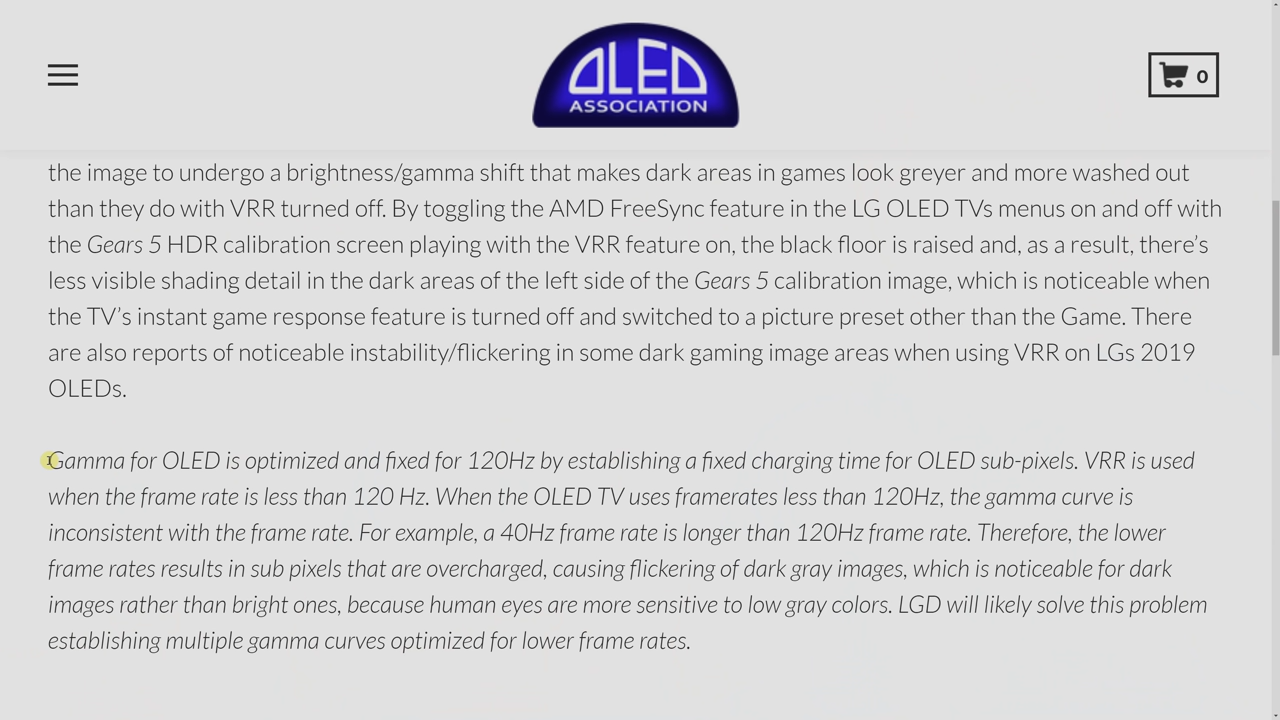 OLED
ASSOCIATION
0
the image to undergo a brightness/gamma shift that makes dark areas in games look greyer and more washed out
than they do with VRR turned off. By toggling the AMD FreeSync feature in the LG OLED TVs menus on and off with
the Gears 5 HDR calibration screen playing with the VRR feature on, the black floor is raised and, as a result, there's
less visible shading detail in the dark areas of the left side of the Gears 5 calibration image, which is noticeable when
the TV's instant game response feature is turned off and switched to a picture preset other than the Game. There
are also reports of noticeable instability/flickering in some dark gaming image areas when using VRR on LGs 2019
OLEDs.
Gamma for OLED is optimized and fixed for 120Hz by establishing a fixed charging time for OLED sub-pixels. VRR is used
when the frame rate is less than 120 Hz. When the OLED TV uses framerates less than 120Hz, the gamma curve is
inconsistent with the frame rate. For example, a 40Hz frame rate is longer than 120Hz frame rate. Therefore, the lower
frame rates results in sub pixels that are overcharged, causing flickering of dark gray images, which is noticeable for dark
images rather than bright ones, because human eyes are more sensitive to low gray colors. LGD will likely solve this problem
establishing multiple gamma curves optimized for lower frame rates.